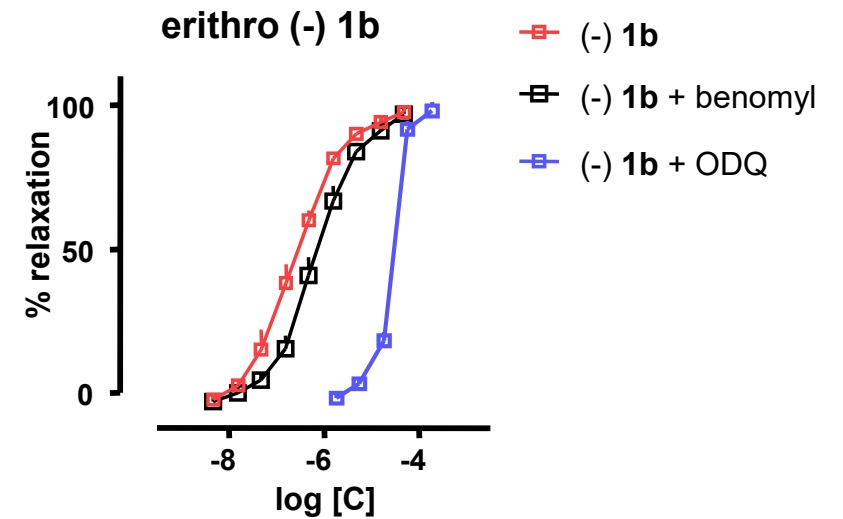 erithro (-) 1b
(-) 1b
(-) 1b + benomyl
(-) 1b + ODQ
% relaxation
100
50
0
-8 -6 -4
log [C]